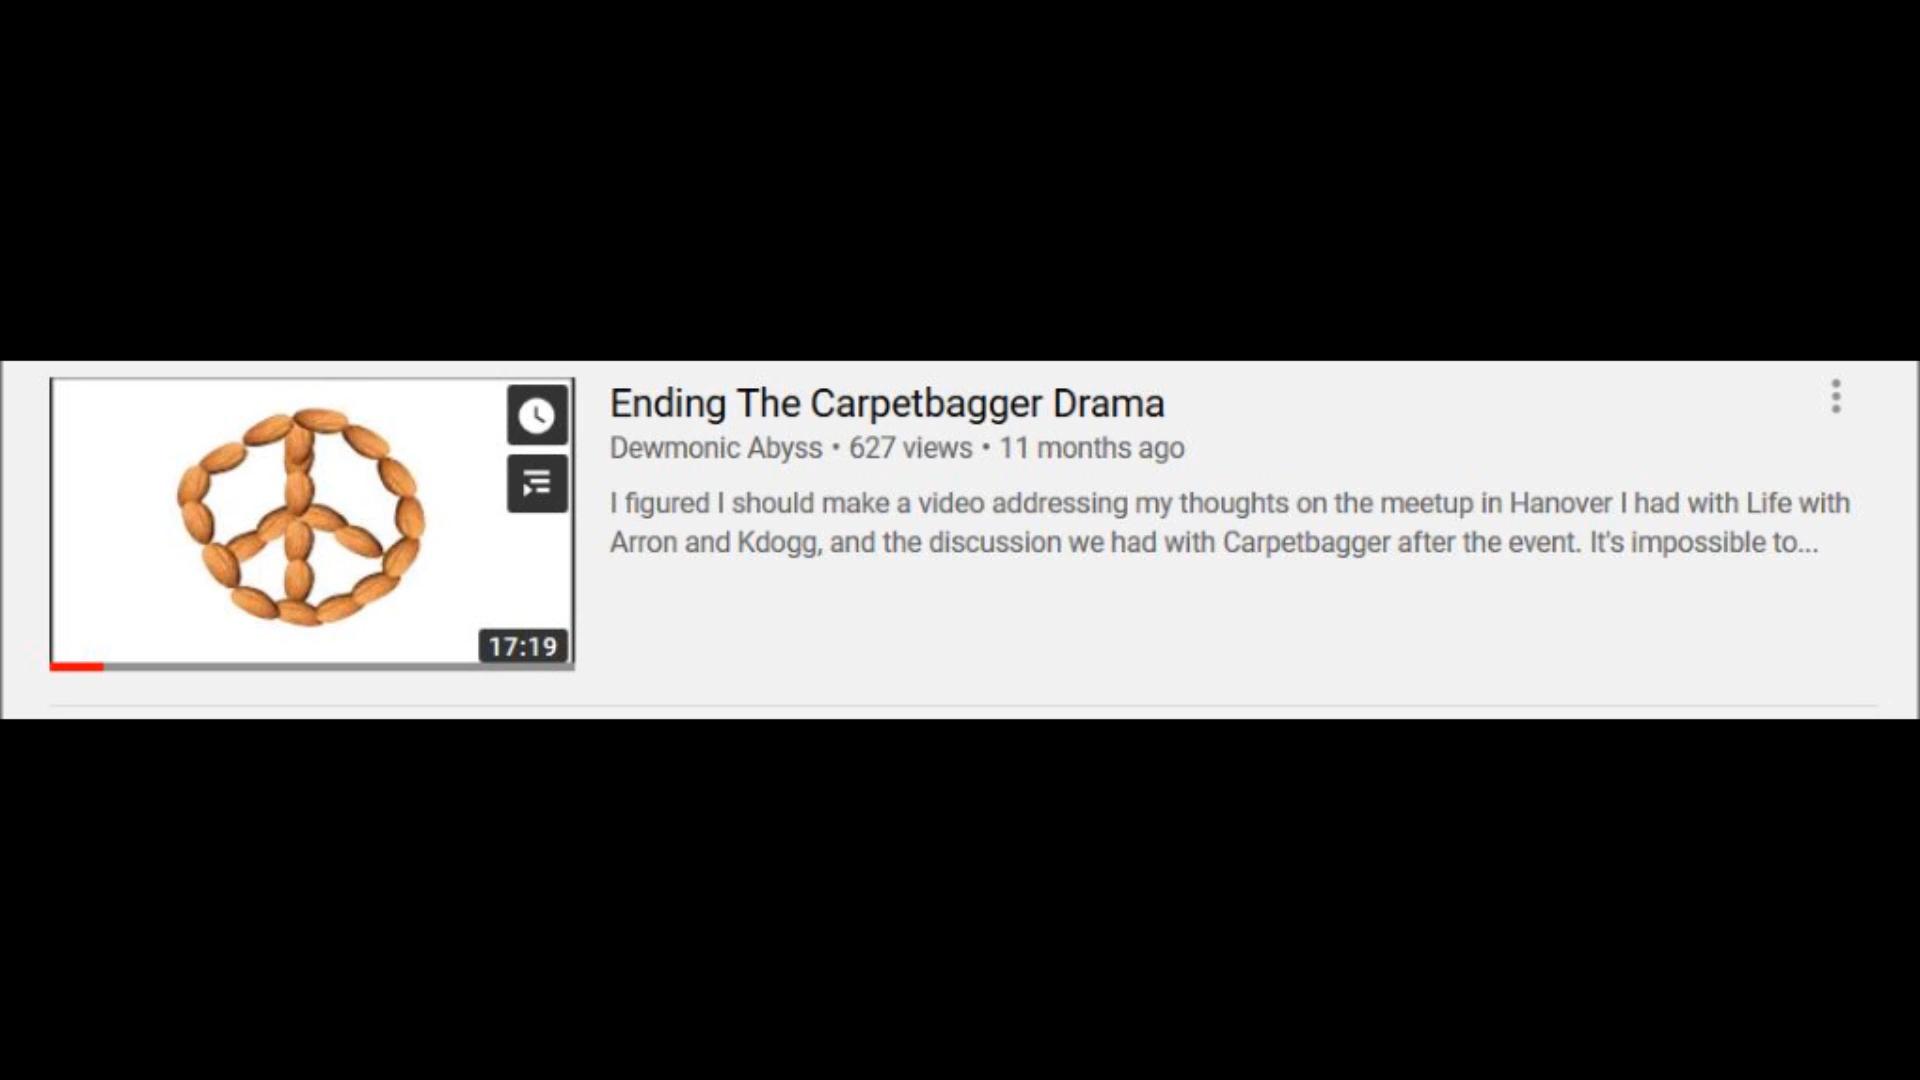 Ending The Carpetbagger Drama
Dewmonic Abyss • 627 views • 11 months ago
I figured I should make a video addressing my thoughts on the meetup in Hanover I had with Life with
Arron and Kdogg, and the discussion we had with Carpetbagger after the event. It's impossible to...
17:19